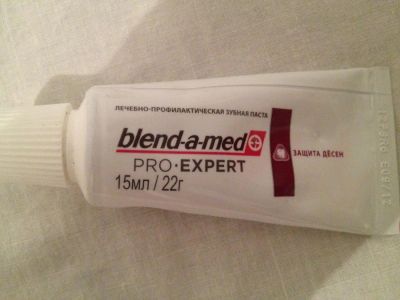 ЛЕЧЕБНО-ПРОФИЛАКТИЧЕСКАЯ ЗУБНАЯ ПАСТА
blend-a-med
PRO·EXPERT
15мл / 22г
ЗАЩИТА ДЁСЕН